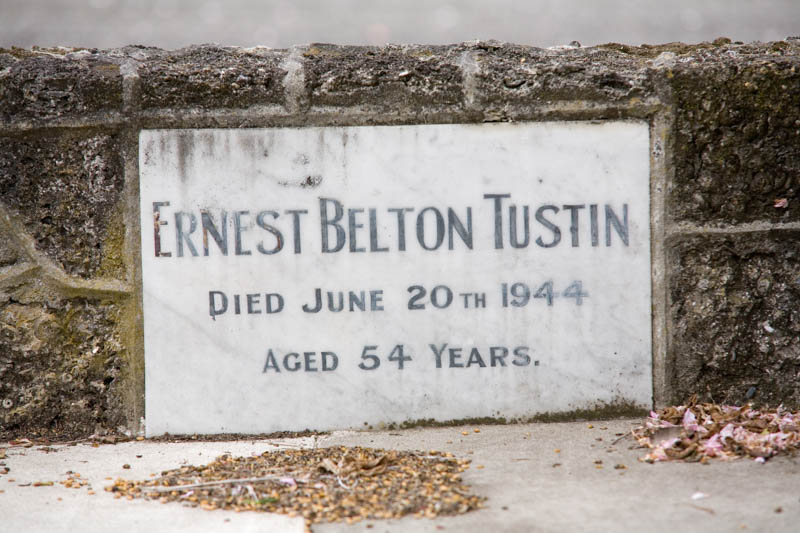 ERNEST BELTON TUSTIN
DIED JUNE 20TH 1944
AGED 54 YEARS.